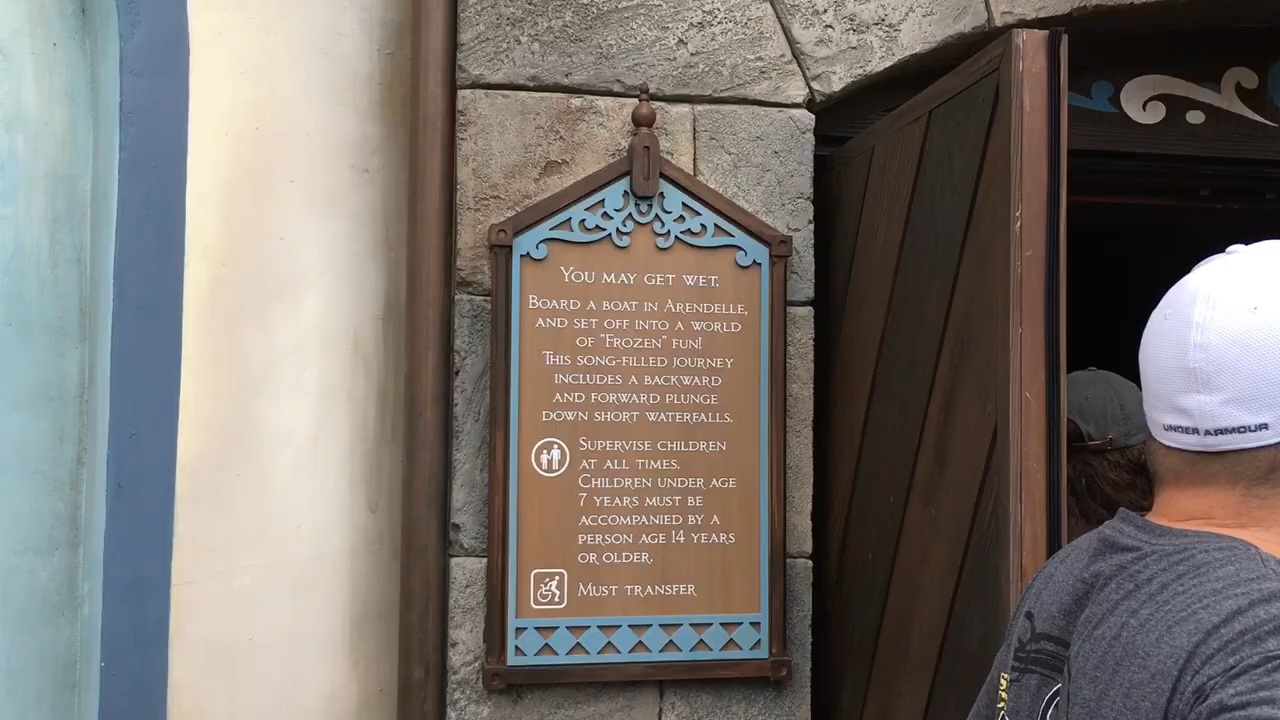 You may get wet.
Board a boat in Arendelle,
and set off into a world
of "Frozen" fun!
This song-filled journey
includes a backward
and forward plunge
down short waterfalls.
Supervise children
at all times.
Children under age
7 years must be
accompanied by a
person age 14 years
or older.
Must transfer
UNDER ARMOUR